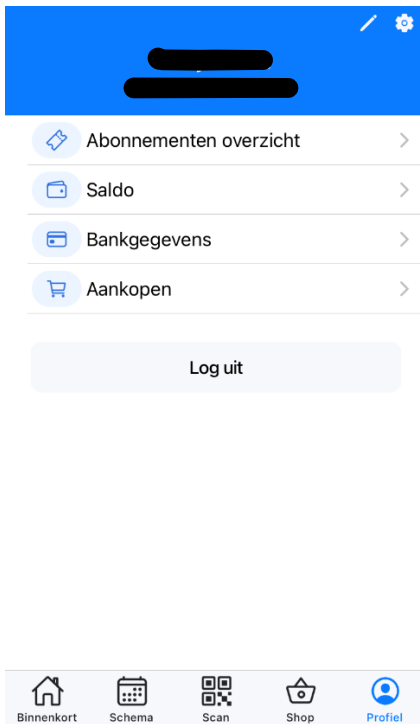 Abonnementen overzicht
Saldo
Bankgegevens
Aankopen
Log uit
Binnenkort
Schema
Scan
Shop
Profiel